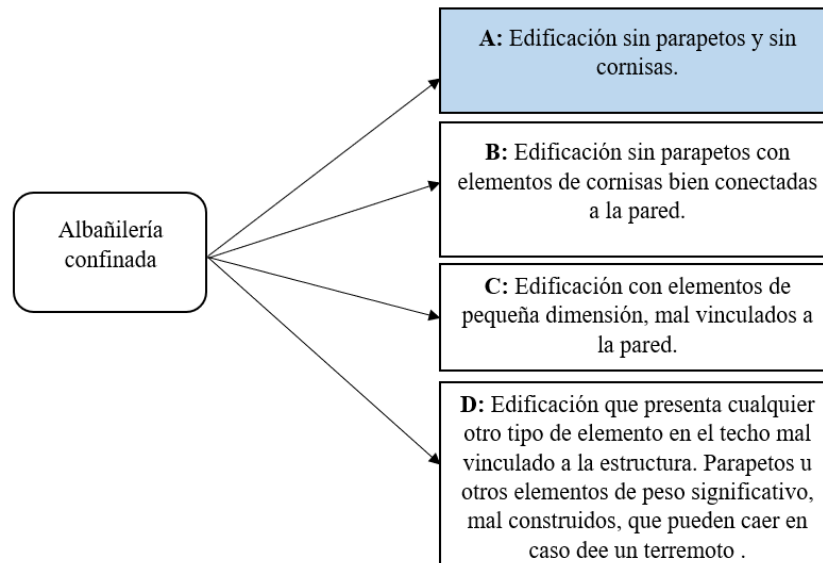 Albañilería
confinada
A: Edificación sin parapetos y sin
cornisas.
B: Edificación sin parapetos con
elementos de cornisas bien conectadas
a la pared.
C: Edificación con elementos de
pequeña dimensión, mal vinculados a
la pared.
D: Edificación que presenta cualquier
otro tipo de elemento en el techo mal
vinculado a la estructura. Parapetos u
otros elementos de peso significativo,
mal construidos, que pueden caer en
caso dee un terremoto .